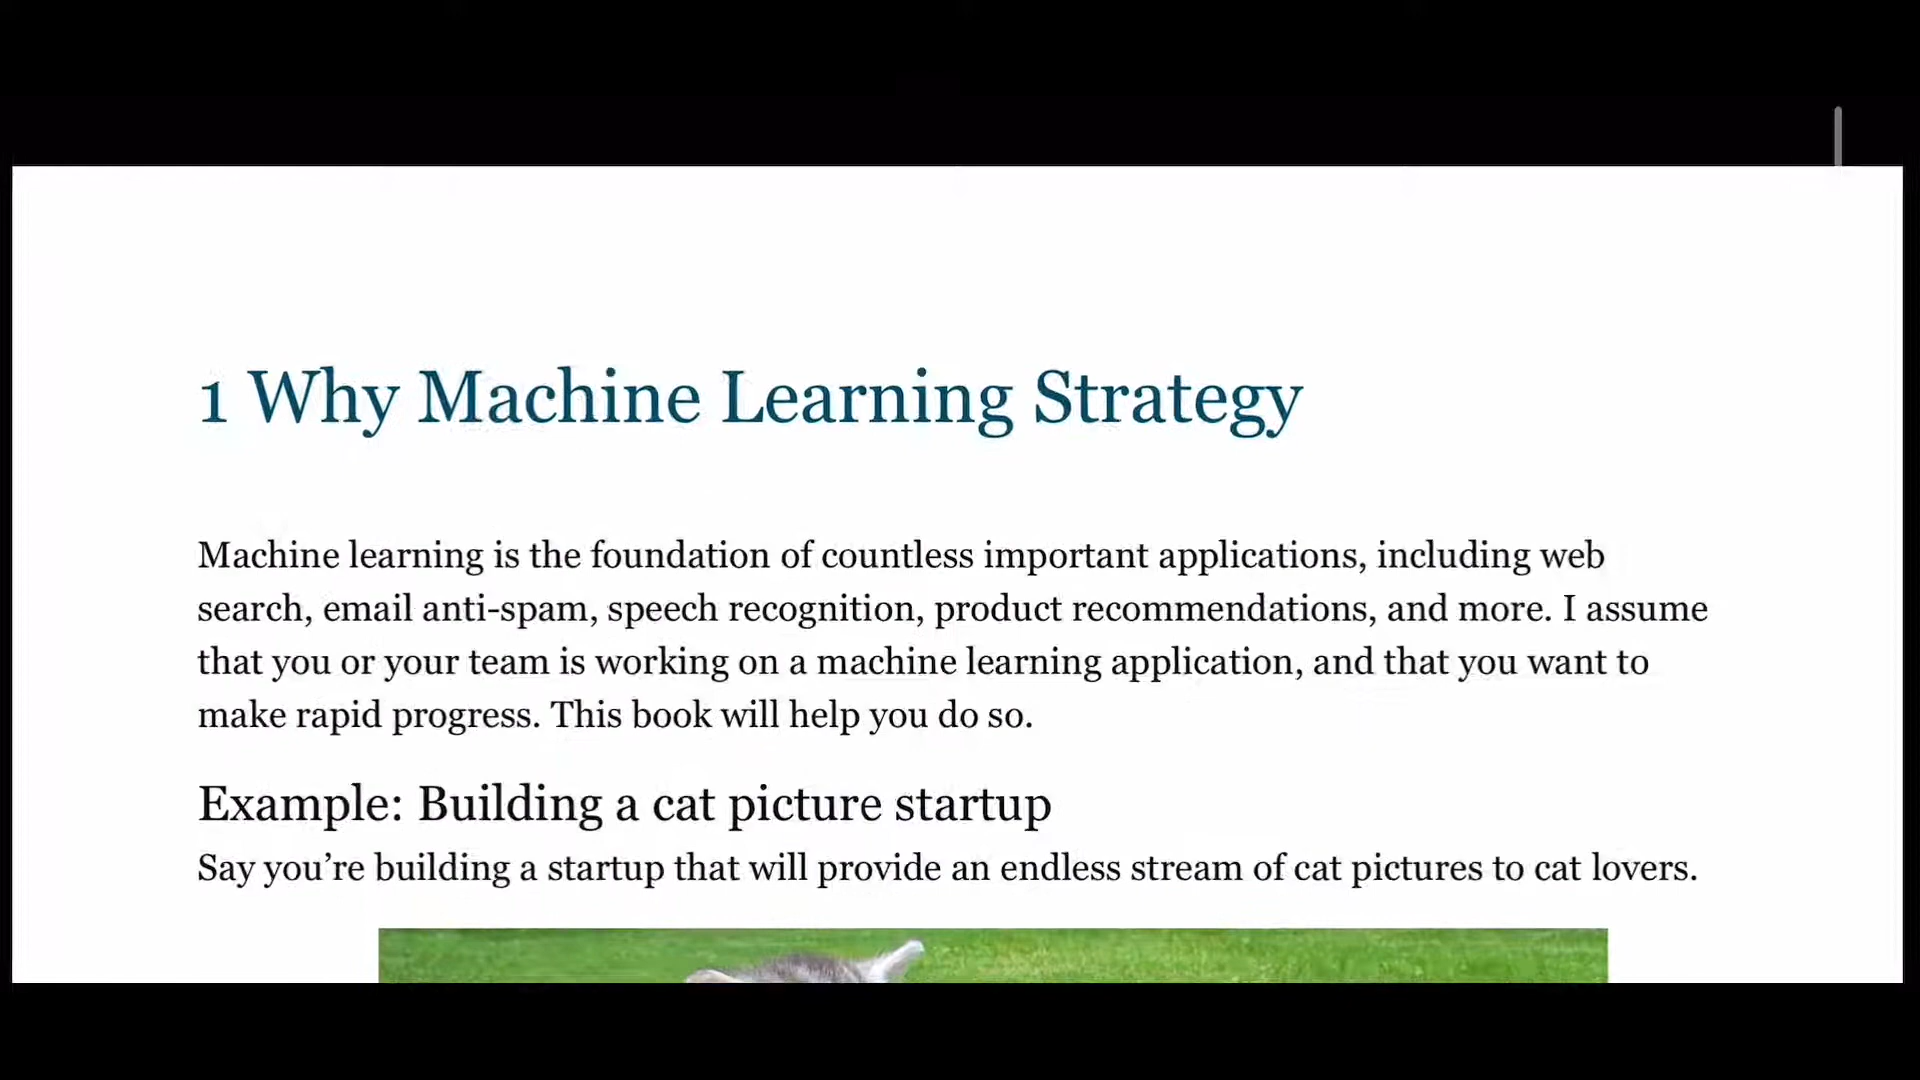 1 Why Machine Learning Strategy
Machine learning is the foundation of countless important applications, including web
search, email anti-spam, speech recognition, product recommendations, and more. I assume
that you or your team is working on a machine learning application, and that you want to
make rapid progress. This book will help you do so.
Example: Building a cat picture startup
Say you’re building a startup that will provide an endless stream of cat pictures to cat lovers.